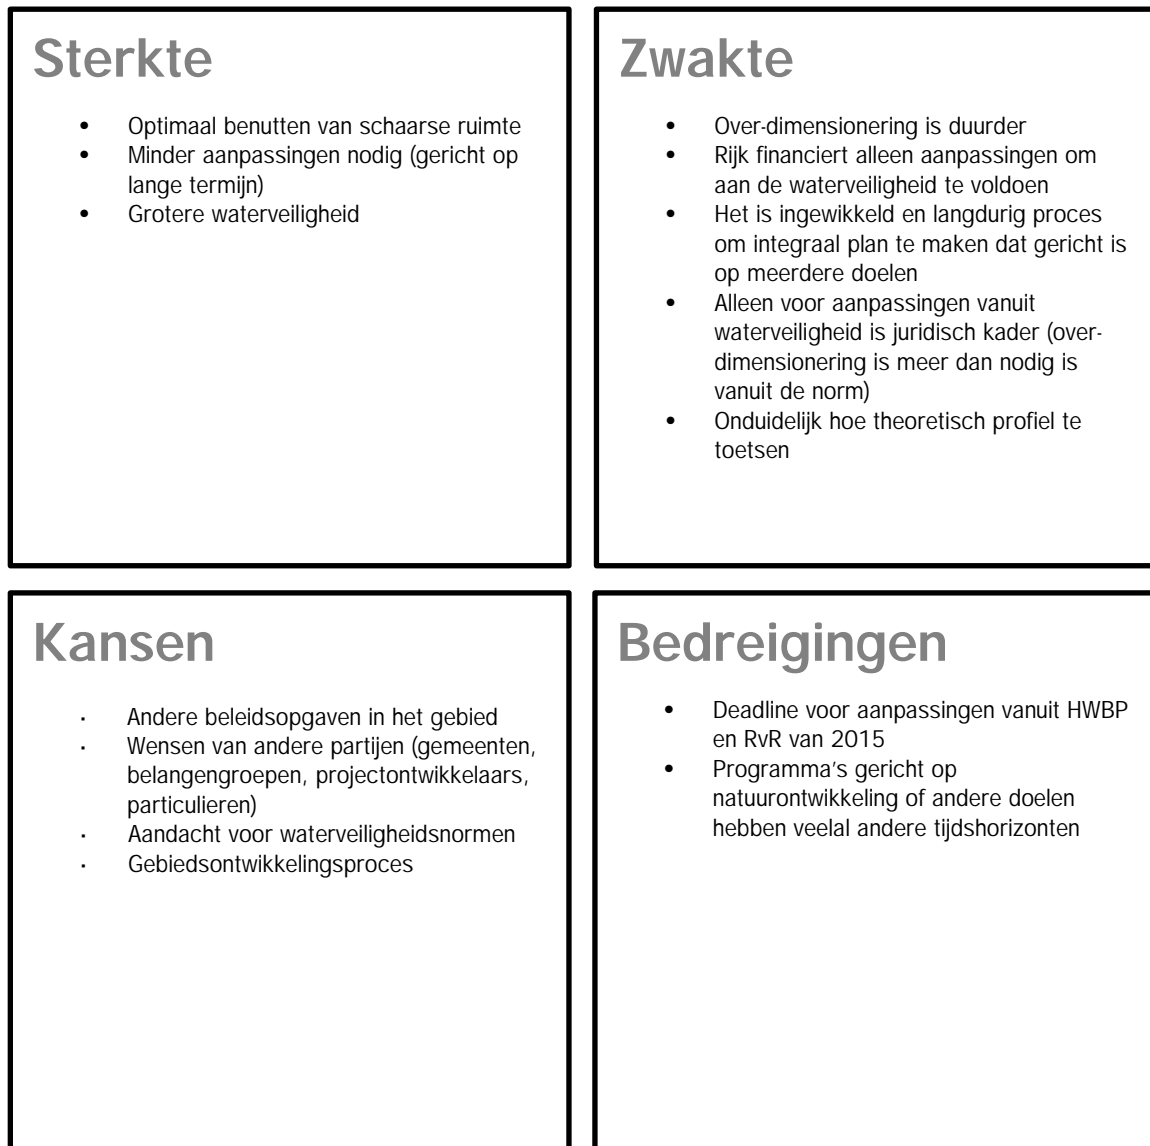 Sterkte
• Optimaal benutten van schaarse ruimte
• Minder aanpassingen nodig (gericht op
lange termijn)
• Grotere waterveiligheid
Zwakte
• Over-dimensionering is duurder
• Rijk financiert alleen aanpassingen om
aan de waterveiligheid te voldoen
• Het is ingewikkeld en langdurig proces
om integraal plan te maken dat gericht is
op meerdere doelen
• Alleen voor aanpassingen vanuit
waterveiligheid is juridisch kader (over-
dimensionering is meer dan nodig is
vanuit de norm)
• Onduidelijk hoe theoretisch profiel te
toetsen
Kansen
· Andere beleidsopgaven in het gebied
· Wensen van andere partijen (gemeenten,
belangengroepen, projectontwikkelaars,
particulieren)
· Aandacht voor waterveiligheidsnormen
· Gebiedsontwikkelingsproces
Bedreigingen
• Deadline voor aanpassingen vanuit HWBP
en RvR van 2015
• Programma's gericht op
natuurontwikkeling of andere doelen
hebben veelal andere tijdshorizonten